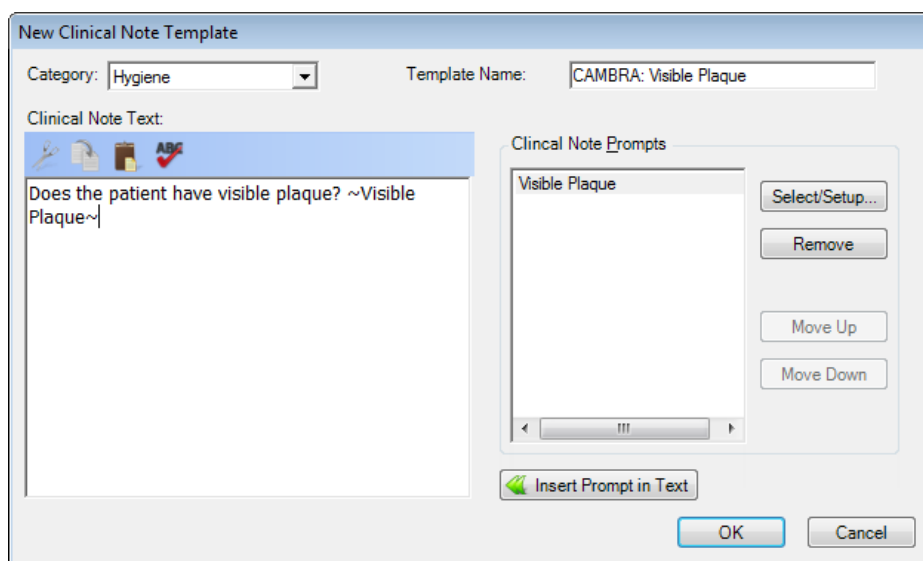 New Clinical Note Template
Category: Hygiene
Template Name: CAMBRA: Visible Plaque
Clinical Note Text:
ABC
Does the patient have visible plaque? ~Visible
Plaque~
Clincal Note Prompts
Visible Plaque
Select/Setup...
Remove
Move Up
Move Down
Insert Prompt in Text
OK
Cancel